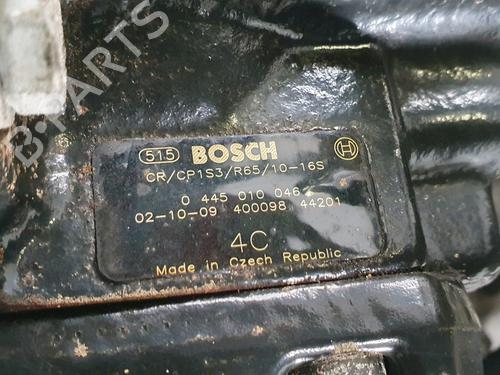 B-PARTS
515 BOSCH
CR/CP1S3/R65/10-16S
0 445 010 046
02-10-09 400098 44201
4C
Made in Czech Republic